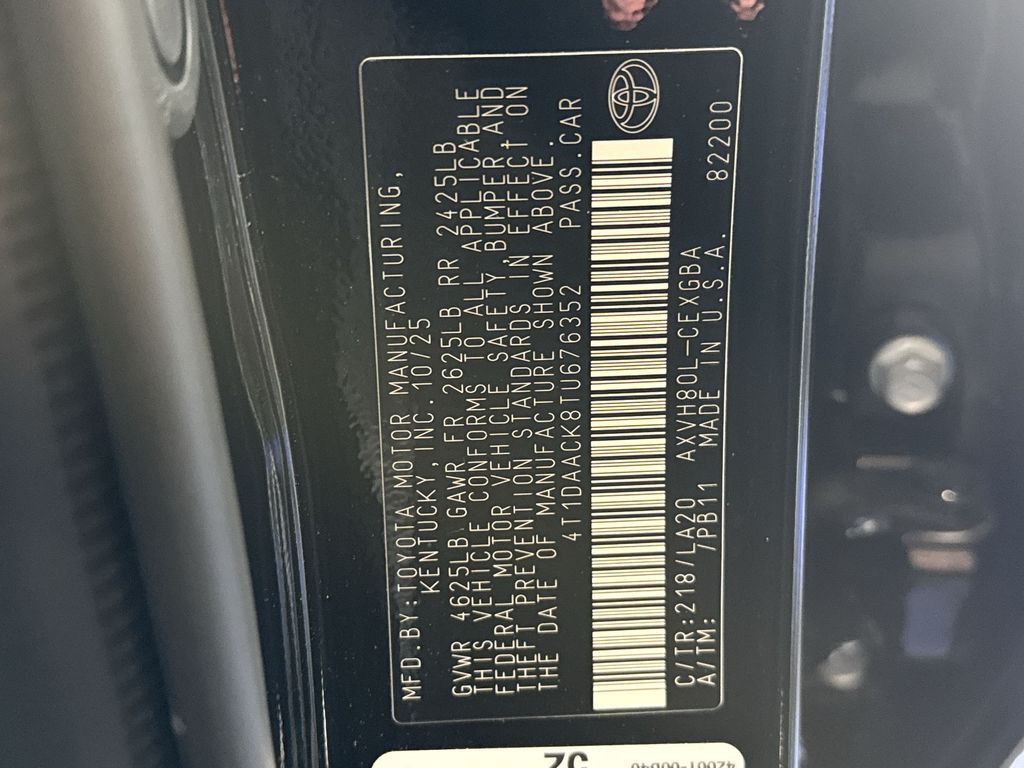 MFD.BY:TOYOTA MOTOR MANUFACTURING,
KENTUCKY, INC. 10/25
GVWR 4625LB GAWR FR 2625LB RR 2425LB
THIS VEHICLE CONFORMS TO ALL APPLICABLE
FEDERAL MOTOR VEHICLE SAFETY,BUMPER,AND
THEFT PREVENTION STANDARDS IN EFFECT ON
THE DATE OF MANUFACTURE SHOWN ABOVE.
4T1DAACK8TU676352 PASS.CAR
C/TR:218/LA20 AXVH80L-CEXGBA
A/TM: 7PB11 MADE IN U.S.A. 82200